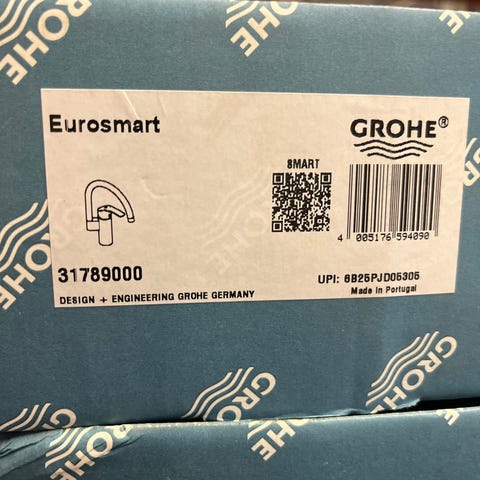 GROHE
GROHE
Eurosmart
GROHE®
SMART
4 005176 594090
31789000
UPI: 6B25PJD05305
DESIGN + ENGINEERING GROHE GERMANY
Made in Portugal
GROHE
GROHE
GROHE
GROHE